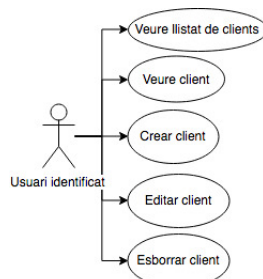 Veure llistat de clients
Veure client
Crear client
Usuari identificat
Editar client
Esborrar client